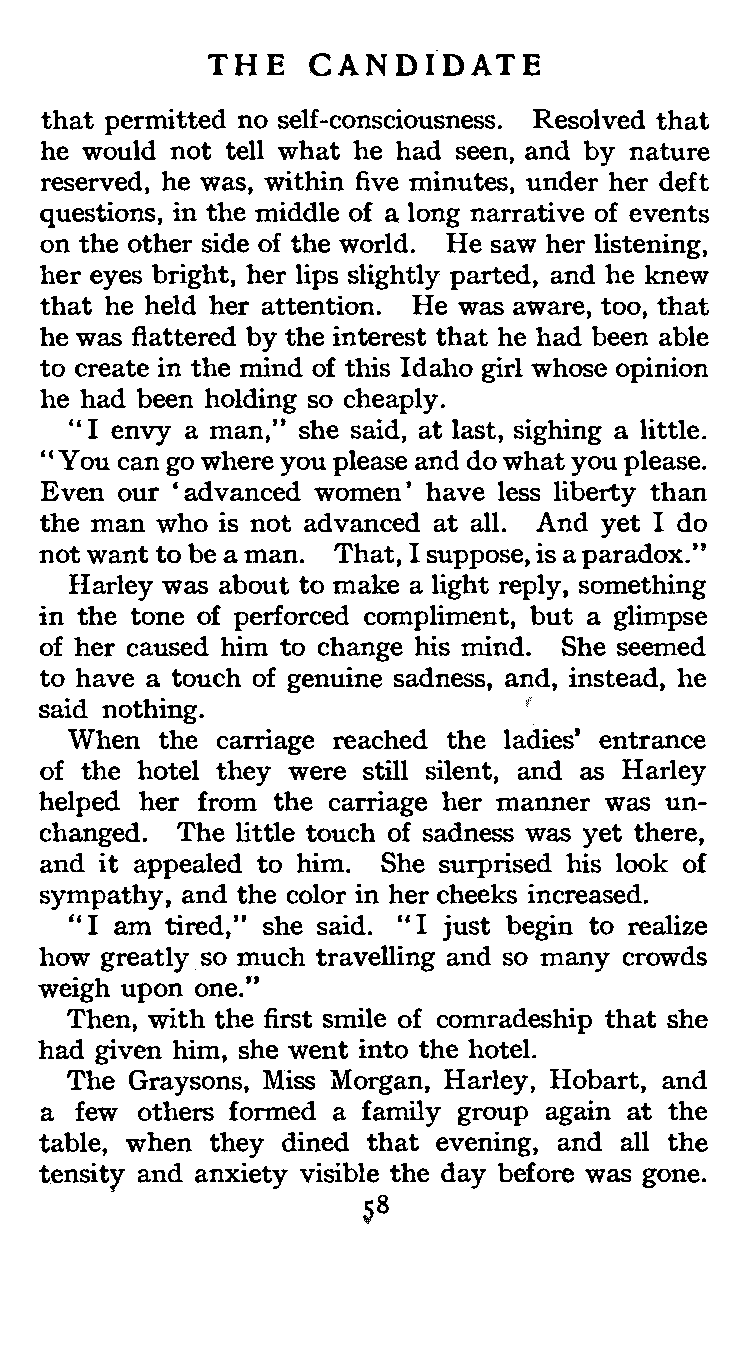 THE CANDIDATE
that permitted no self-consciousness. Resolved that
he would not tell what he had seen, and by nature
reserved, he was, within five minutes, under her deft
questions, in the middle of a long narrative of events
on the other side of the world. He saw her listening,
her eyes bright, her lips slightly parted, and he knew
that he held her attention. He was aware, too, that
he was flattered by the interest that he had been able
to create in the mind of this Idaho girl whose opinion
he had been holding so cheaply.
"I envy a man," she said, at last, sighing a little.
"You can go where you please and do what you please.
Even our 'advanced women' have less liberty than
the man who is not advanced at all. And yet I do
not want to be a man. That, I suppose, is a paradox."
Harley was about to make a light reply, something
in the tone of perforced compliment, but a glimpse
of her caused him to change his mind. She seemed
to have a touch of genuine sadness, and, instead, he
said nothing.
When the carriage reached the ladies' entrance
of the hotel they were still silent, and as Harley
helped her from the carriage her manner was un-
changed. The little touch of sadness was yet there,
and it appealed to him. She surprised his look of
sympathy, and the color in her cheeks increased.
"I am tired," she said. "I just begin to realize
how greatly so much travelling and so many crowds
weigh upon one."
Then, with the first smile of comradeship that she
had given him, she went into the hotel.
The Graysons, Miss Morgan, Harley, Hobart, and
a few others formed a family group again at the
table, when they dined that evening, and all the
tensity and anxiety visible the day before was gone.
58